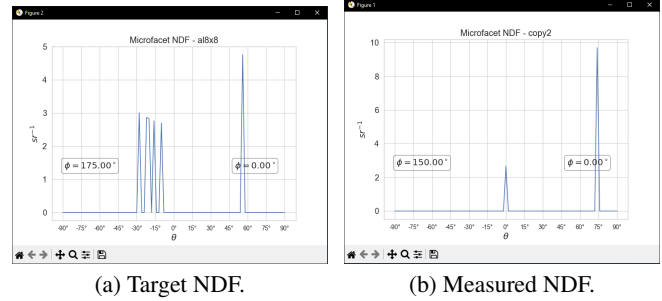 Figure 2
Microfacet NDF - al8x8
5
4
3
2
1
0
sr⁻¹
ϕ = 175.00°
ϕ = 0.00°
-90° -75° -60° -45° -30° -15° 0° 15° 30° 45° 60° 75° 90°
θ
(a) Target NDF.
Figure 1
Microfacet NDF - copy2
10
8
6
4
2
0
sr⁻¹
ϕ = 150.00°
ϕ = 0.00°
-90° -75° -60° -45° -30° -15° 0° 15° 30° 45° 60° 75° 90°
θ
(b) Measured NDF.